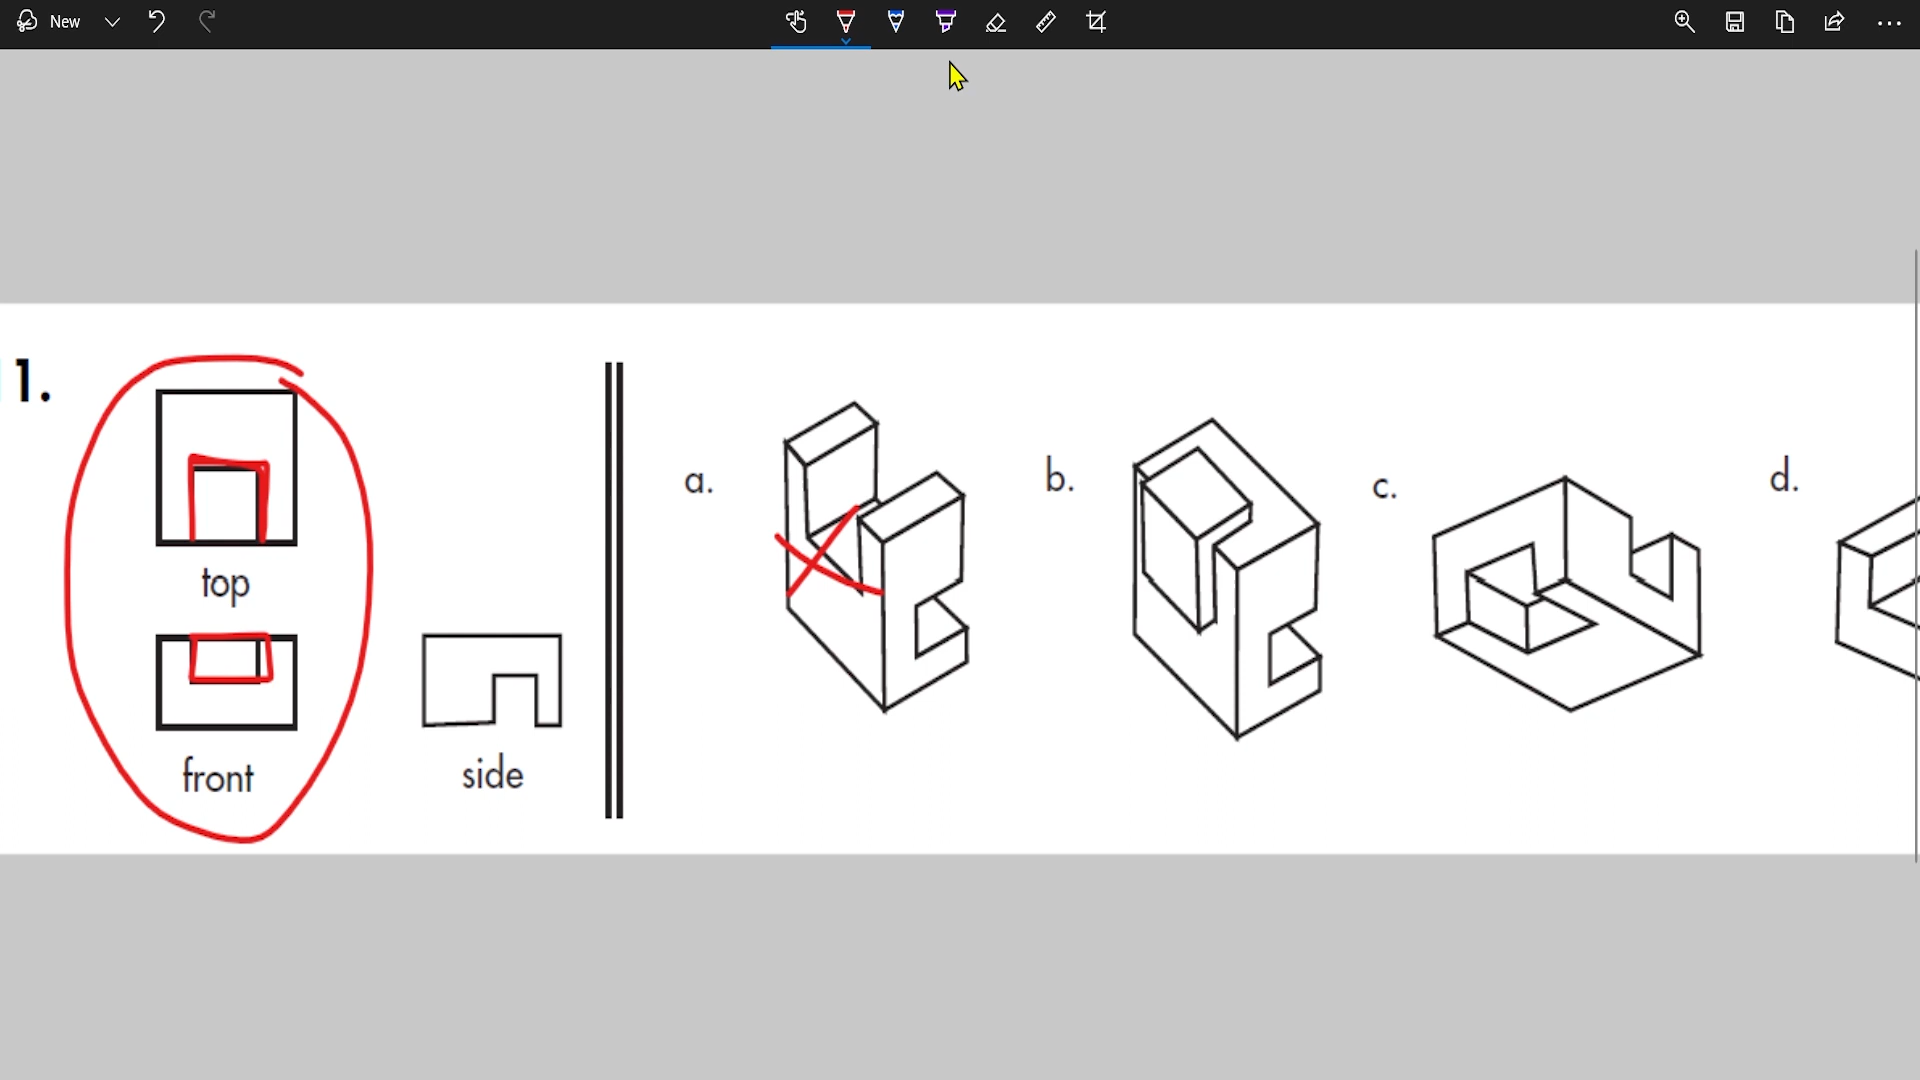 New
1.
top
front
side
a.
b.
c.
d.